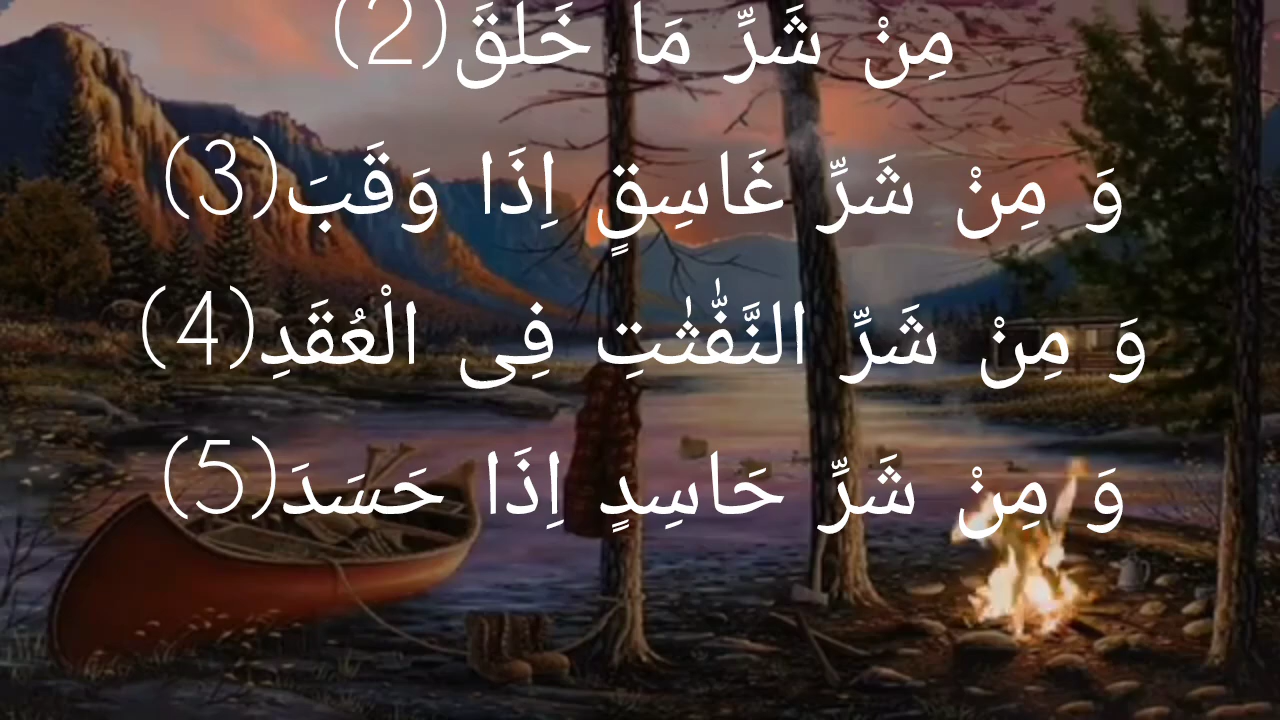 مِنْ شَرِّ مَا خَلَقَ(2)
وَ مِنْ شَرِّ غَاسِقٍ اِذَا وَقَبَ(3)
وَ مِنْ شَرِّ النَّفّٰثٰتِ فِی الْعُقَدِ(4)
وَ مِنْ شَرِّ حَاسِدٍ اِذَا حَسَدَ(5)